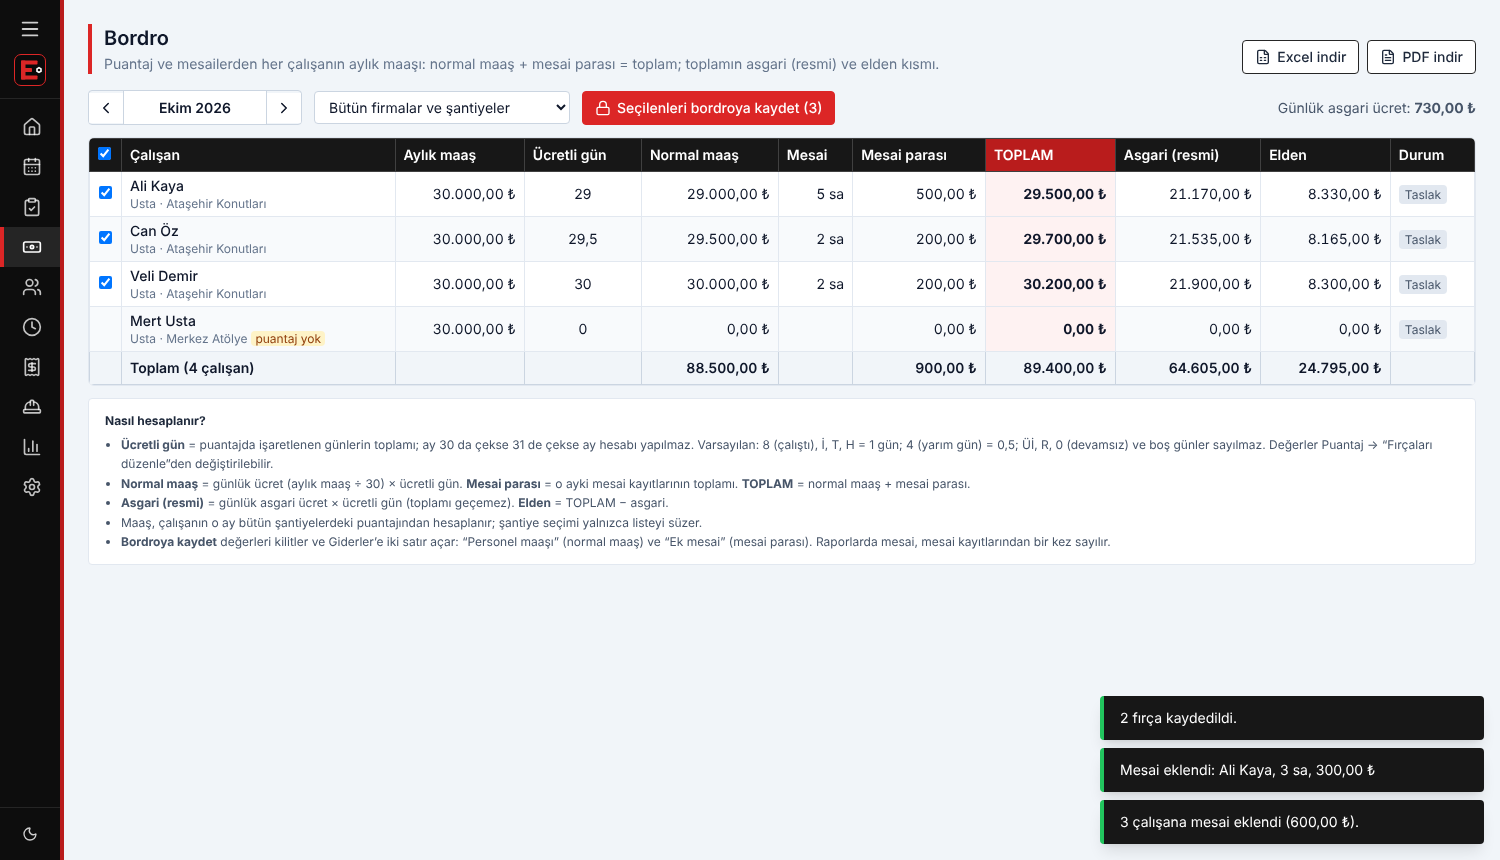 Bordro
Puantaj ve mesailerden her çalışanın aylık maaşı: normal maaş + mesai parası = toplam; toplamın asgari (resmi) ve elden kısmı.
Excel indir
PDF indir
Ekim 2026
Bütün firmalar ve şantiyeler
Seçilenleri bordroya kaydet (3)
Günlük asgari ücret: 730,00 ₺
Çalışan Aylık maaş Ücretli gün Normal maaş Mesai Mesai parası TOPLAM Asgari (resmi) Elden Durum
Ali Kaya 30.000,00 ₺ 29 29.000,00 ₺ 5 sa 500,00 ₺ 29.500,00 ₺ 21.170,00 ₺ 8.330,00 ₺ Taslak
Usta · Ataşehir Konutları
Can Öz 30.000,00 ₺ 29,5 29.500,00 ₺ 2 sa 200,00 ₺ 29.700,00 ₺ 21.535,00 ₺ 8.165,00 ₺ Taslak
Usta · Ataşehir Konutları
Veli Demir 30.000,00 ₺ 30 30.000,00 ₺ 2 sa 200,00 ₺ 30.200,00 ₺ 21.900,00 ₺ 8.300,00 ₺ Taslak
Usta · Ataşehir Konutları
Mert Usta 30.000,00 ₺ 0 0,00 ₺ 0,00 ₺ 0,00 ₺ 0,00 ₺ 0,00 ₺ Taslak
Usta · Merkez Atölye puantaj yok
Toplam (4 çalışan) 88.500,00 ₺ 900,00 ₺ 89.400,00 ₺ 64.605,00 ₺ 24.795,00 ₺
Nasıl hesaplanır?
• Ücretli gün = puantajda işaretlenen günlerin toplamı; ay 30 da çekse 31 de çekse ay hesabı yapılmaz. Varsayılan: 8 (çalıştı), İ, T, H = 1 gün; 4 (yarım gün) = 0,5; Üİ, R, 0 (devamsız) ve boş günler sayılmaz. Değerler Puantaj → “Fırçaları
düzenle”den değiştirilebilir.
• Normal maaş = günlük ücret (aylık maaş ÷ 30) × ücretli gün. Mesai parası = o ayki mesai kayıtlarının toplamı. TOPLAM = normal maaş + mesai parası.
• Asgari (resmi) = günlük asgari ücret × ücretli gün (toplamı geçemez). Elden = TOPLAM − asgari.
• Maaş, çalışanın o ay bütün şantiyelerdeki puantajından hesaplanır; şantiye seçimi yalnızca listeyi süzer.
• Bordroya kaydet değerleri kilitler ve Giderler’e iki satır açar: “Personel maaşı” (normal maaş) ve “Ek mesai” (mesai parası). Raporlarda mesai, mesai kayıtlarından bir kez sayılır.
2 fırça kaydedildi.
Mesai eklendi: Ali Kaya, 3 sa, 300,00 ₺
3 çalışana mesai eklendi (600,00 ₺).